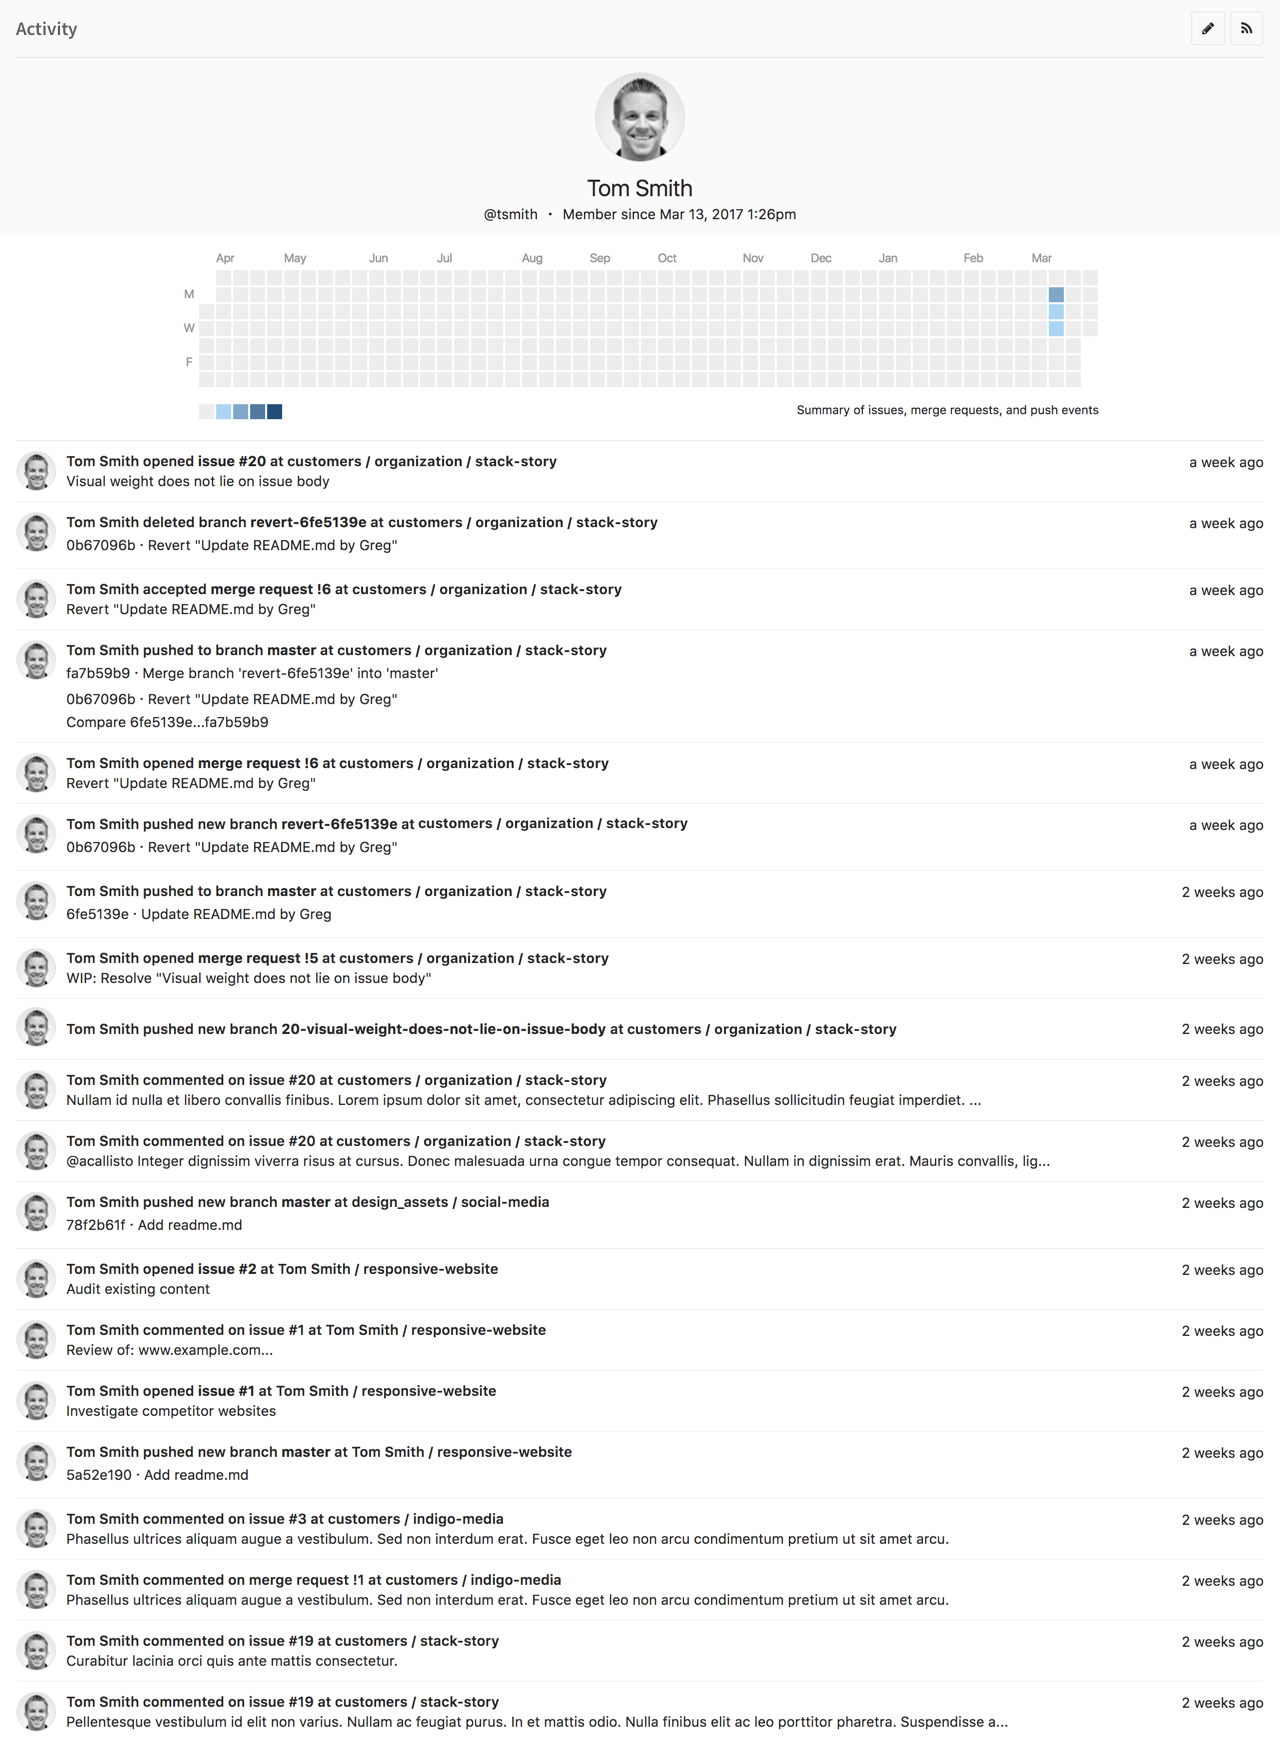 Activity
Tom Smith
@tsmith · Member since Mar 13, 2017 1:26pm
Apr May Jun Jul Aug Sep Oct Nov Dec Jan Feb Mar
M
W
F
Summary of issues, merge requests, and push events
Tom Smith opened issue #20 at customers / organization / stack-story a week ago
Visual weight does not lie on issue body
Tom Smith deleted branch revert-6fe5139e at customers / organization / stack-story a week ago
0b67096b · Revert "Update README.md by Greg"
Tom Smith accepted merge request !6 at customers / organization / stack-story a week ago
Revert "Update README.md by Greg"
Tom Smith pushed to branch master at customers / organization / stack-story a week ago
fa7b59b9 · Merge branch 'revert-6fe5139e' into 'master'
0b67096b · Revert "Update README.md by Greg"
Compare 6fe5139e...fa7b59b9
Tom Smith opened merge request !6 at customers / organization / stack-story a week ago
Revert "Update README.md by Greg"
Tom Smith pushed new branch revert-6fe5139e at customers / organization / stack-story a week ago
0b67096b · Revert "Update README.md by Greg"
Tom Smith pushed to branch master at customers / organization / stack-story 2 weeks ago
6fe5139e · Update README.md by Greg
Tom Smith opened merge request !5 at customers / organization / stack-story 2 weeks ago
WIP: Resolve "Visual weight does not lie on issue body"
Tom Smith pushed new branch 20-visual-weight-does-not-lie-on-issue-body at customers / organization / stack-story 2 weeks ago
Tom Smith commented on issue #20 at customers / organization / stack-story 2 weeks ago
Nullam id nulla et libero convallis finibus. Lorem ipsum dolor sit amet, consectetur adipiscing elit. Phasellus sollicitudin feugiat imperdiet. ...
Tom Smith commented on issue #20 at customers / organization / stack-story 2 weeks ago
@acallisto Integer dignissim viverra risus at cursus. Donec malesuada urna congue tempor consequat. Nullam in dignissim erat. Mauris convallis, lig...
Tom Smith pushed new branch master at design_assets / social-media 2 weeks ago
78f2b61f · Add readme.md
Tom Smith opened issue #2 at Tom Smith / responsive-website 2 weeks ago
Audit existing content
Tom Smith commented on issue #1 at Tom Smith / responsive-website 2 weeks ago
Review of: www.example.com...
Tom Smith opened issue #1 at Tom Smith / responsive-website 2 weeks ago
Investigate competitor websites
Tom Smith pushed new branch master at Tom Smith / responsive-website 2 weeks ago
5a52e190 · Add readme.md
Tom Smith commented on issue #3 at customers / indigo-media 2 weeks ago
Phasellus ultrices aliquam augue a vestibulum. Sed non interdum erat. Fusce eget leo non arcu condimentum pretium ut sit amet arcu.
Tom Smith commented on merge request !1 at customers / indigo-media 2 weeks ago
Phasellus ultrices aliquam augue a vestibulum. Sed non interdum erat. Fusce eget leo non arcu condimentum pretium ut sit amet arcu.
Tom Smith commented on issue #19 at customers / stack-story 2 weeks ago
Curabitur lacinia orci quis ante mattis consectetur.
Tom Smith commented on issue #19 at customers / stack-story 2 weeks ago
Pellentesque vestibulum id elit non varius. Nullam ac feugiat purus. In et mattis odio. Nulla finibus elit ac leo porttitor pharetra. Suspendisse a...